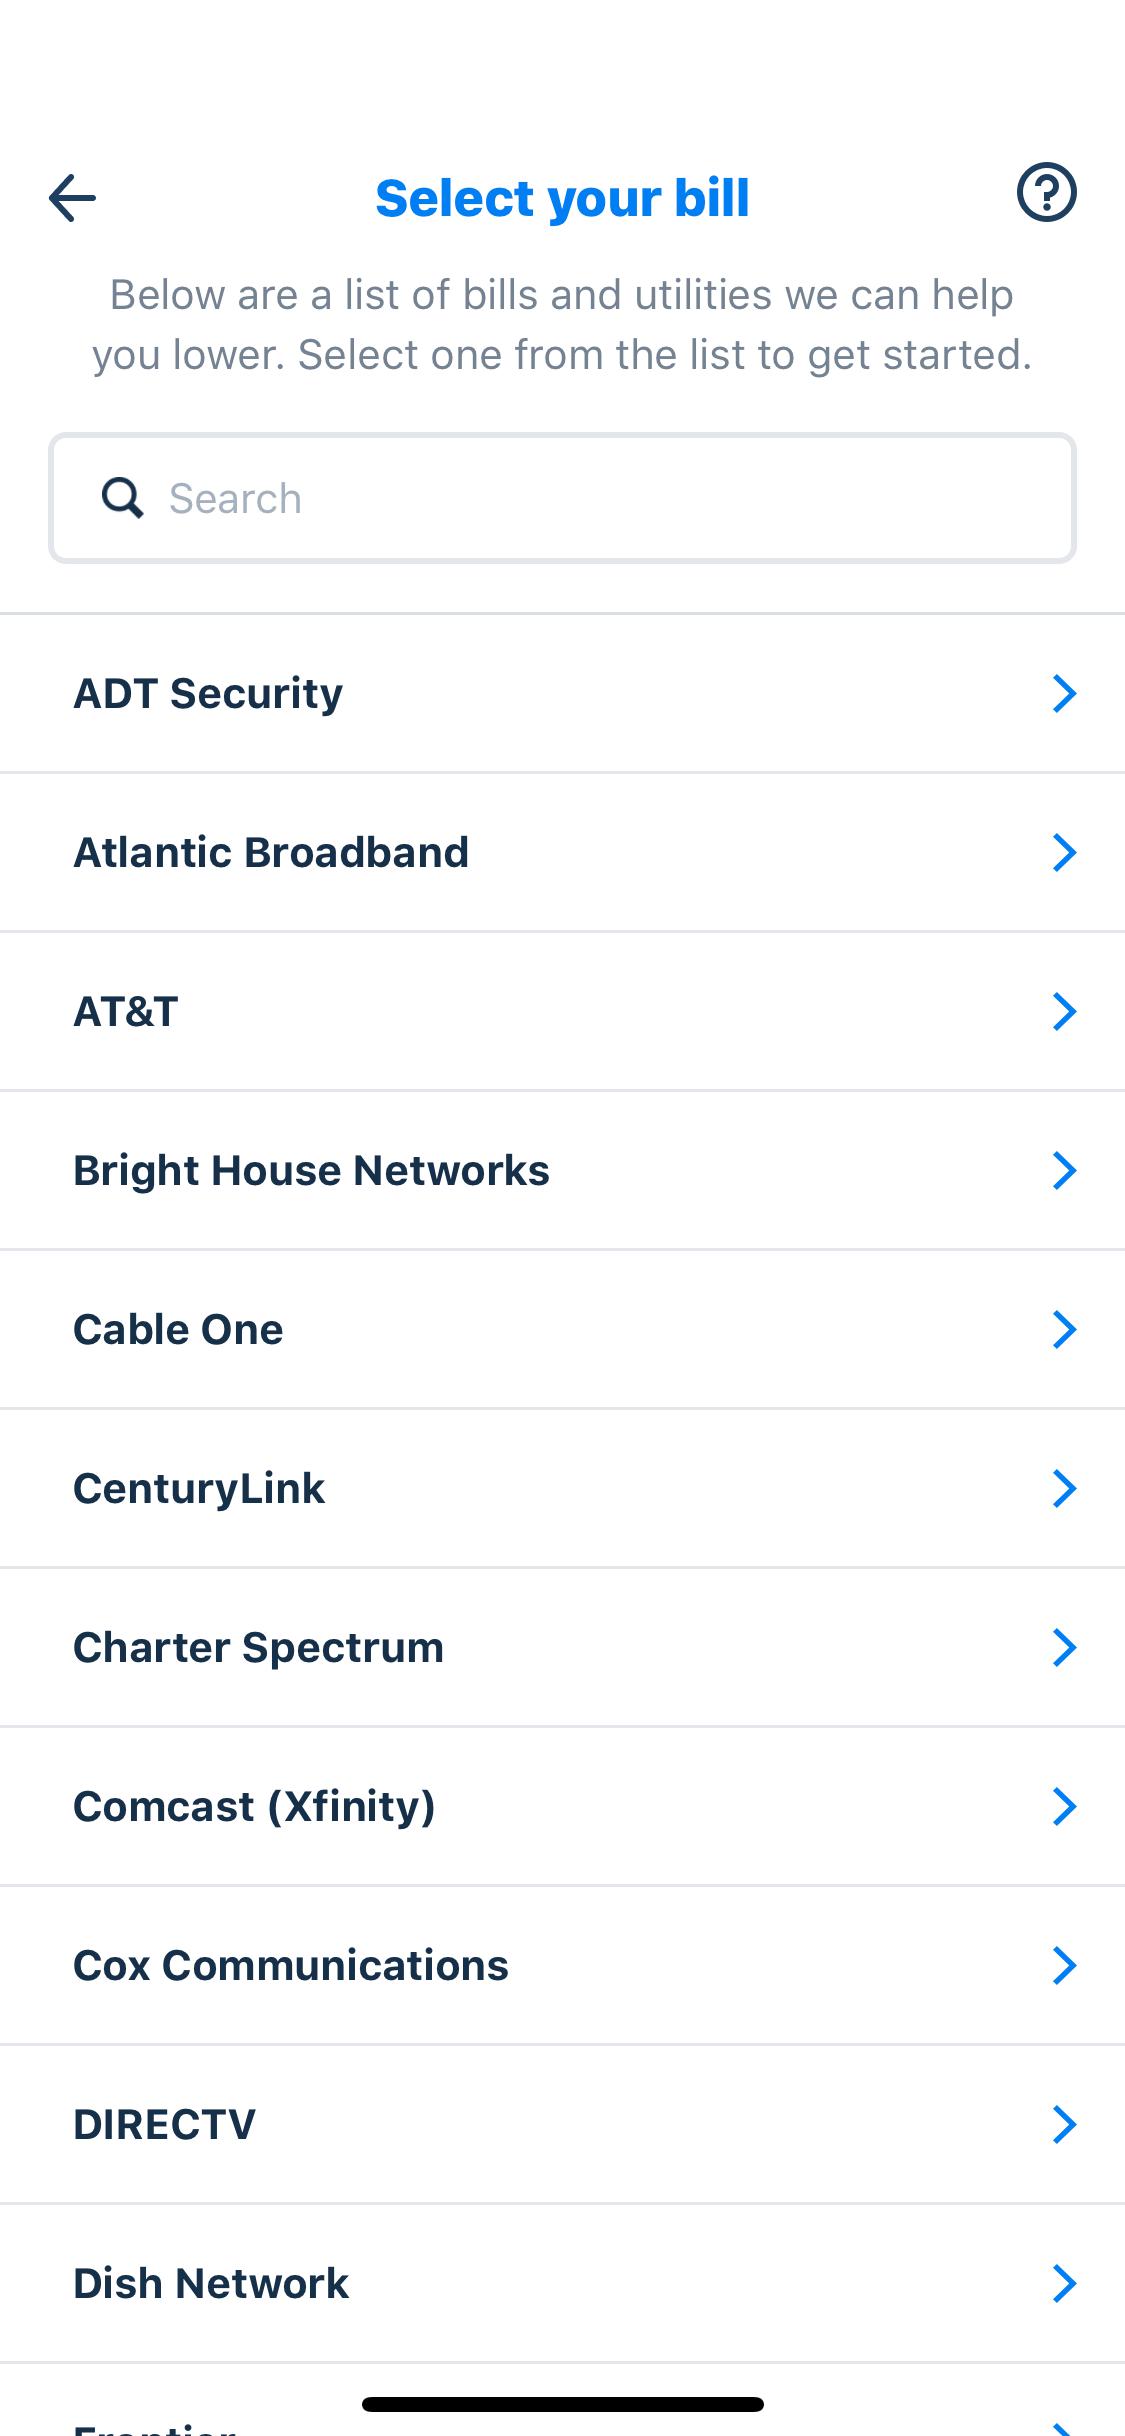 Select your bill
Below are a list of bills and utilities we can help
you lower. Select one from the list to get started.
Search
ADT Security
Atlantic Broadband
AT&T
Bright House Networks
Cable One
CenturyLink
Charter Spectrum
Comcast (Xfinity)
Cox Communications
DIRECTV
Dish Network
Frontier